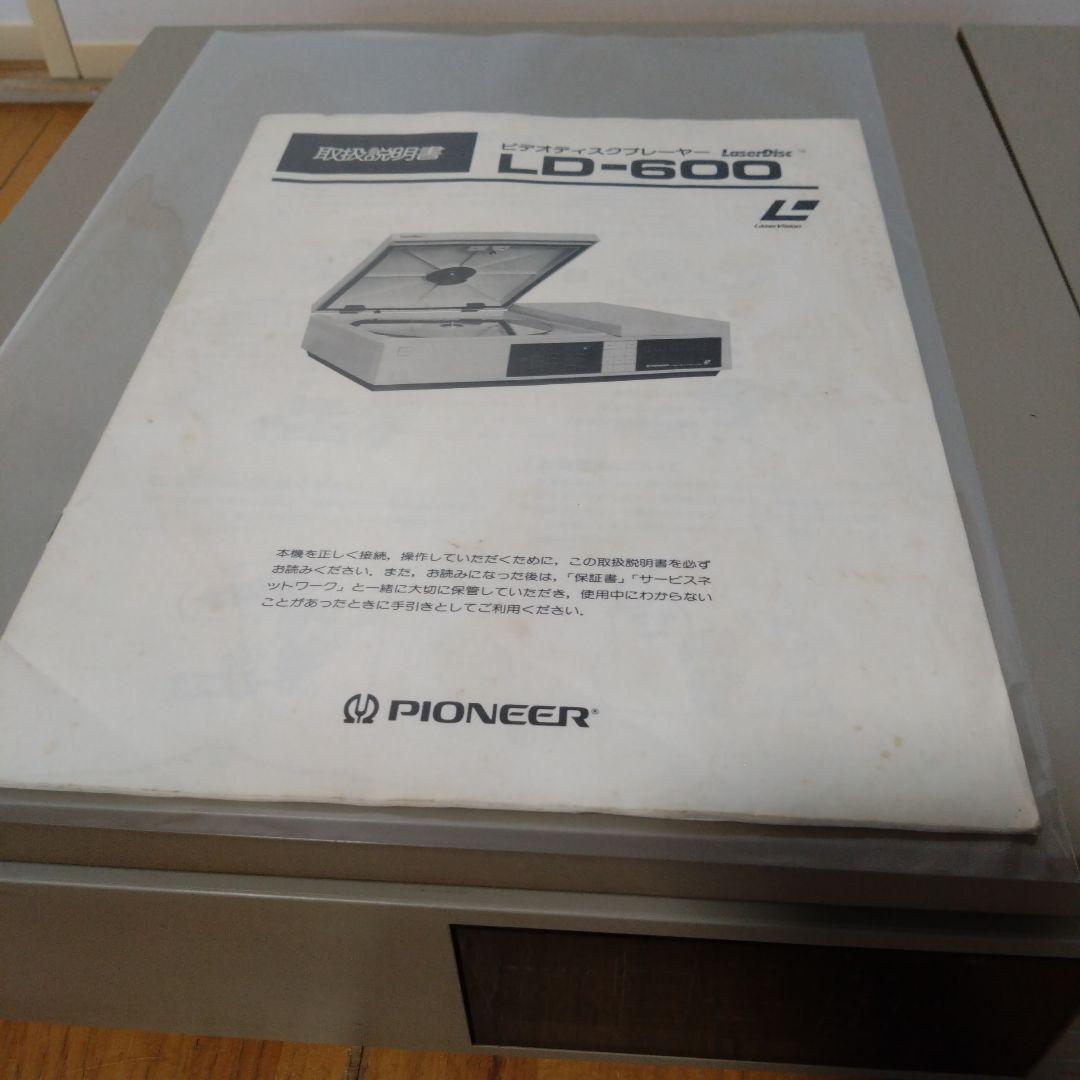 取扱説明書
ビデオディスクプレーヤー LaserDisc™
LD-600
LaserVision
PIONEER
本機を正しく接続，操作していただくために，この取扱説明書を必ず
お読みください．また，お読みになった後は，「保証書」「サービスネ
ットワーク」と一緒に大切に保管していただき，使用中にわからない
ことがあったときに手引きとしてご利用ください．
PIONEER®